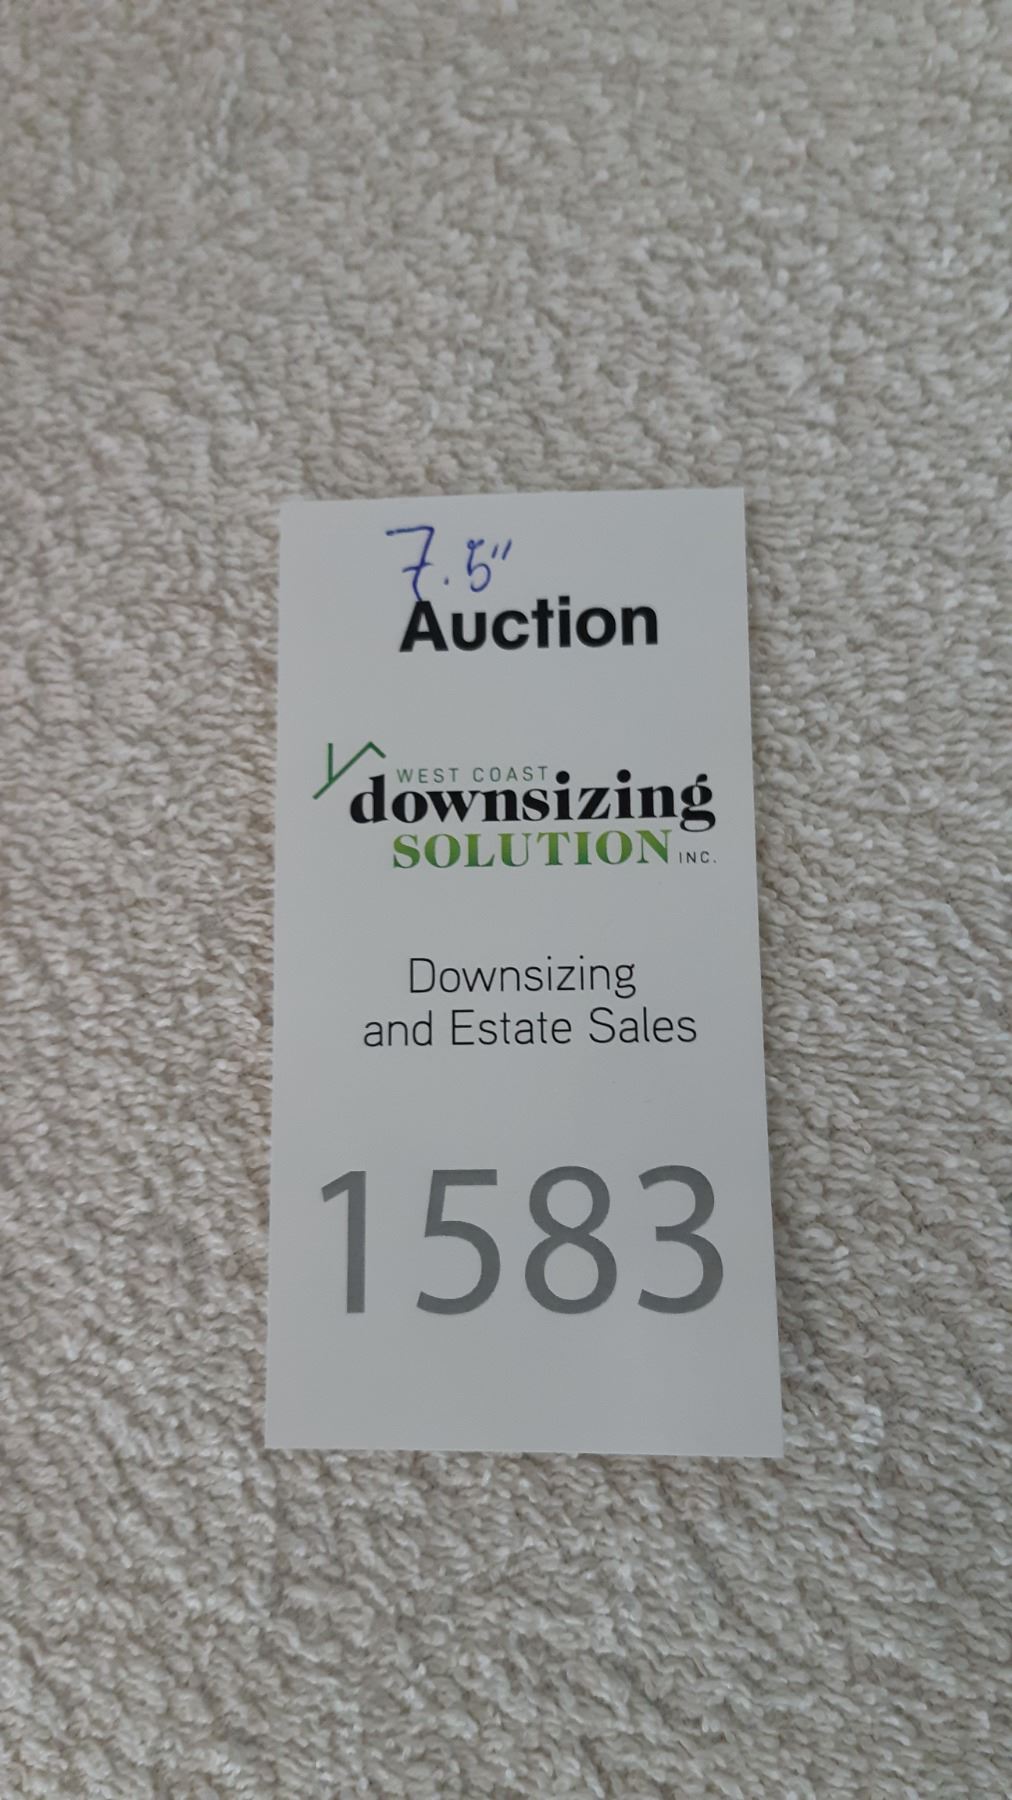 7.5"
Auction
WEST COAST
downsizing
SOLUTION INC.
Downsizing
and Estate Sales
1583